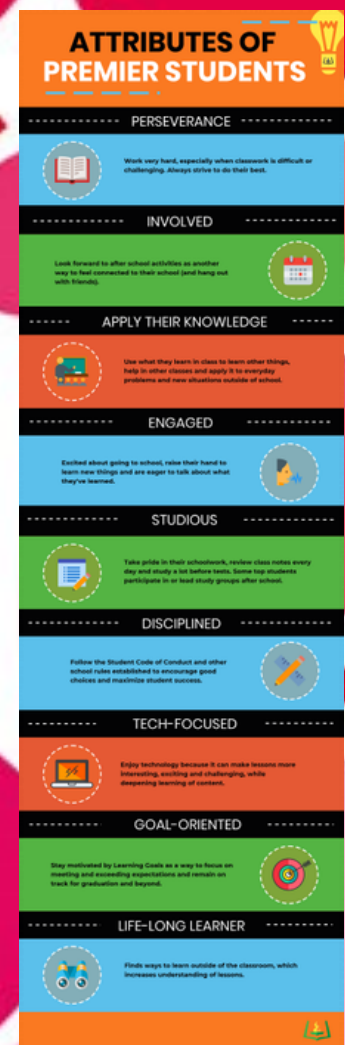 ATTRIBUTES OF
PREMIER STUDENTS
PERSEVERANCE
Work very hard, especially when classwork is difficult or
challenging. Always strive to do their best.
INVOLVED
Look forward to after school activities as another
way to feel connected to their school (and hang out
with friends).
APPLY THEIR KNOWLEDGE
Use what they learn in class to learn other things,
help in other classes and apply it to everyday
problems and new situations outside of school.
ENGAGED
Excited about going to school, raise their hand to
learn new things and are eager to talk about what
they've learned.
STUDIOUS
Take pride in their schoolwork, review class notes every
day and study a lot before tests. Some top students
participate in or lead study groups after school.
DISCIPLINED
Follow the Student Code of Conduct and other
school rules established to encourage good
choices and maximize student success.
TECH-FOCUSED
Enjoy technology because it can make lessons more
interesting, exciting and challenging, while
deepening learning of content.
GOAL-ORIENTED
Stay motivated by Learning Goals as a way to focus on
meeting and exceeding expectations and remain on
track for graduation and beyond.
LIFE-LONG LEARNER
Finds ways to learn outside of the classroom, which
increases understanding of lessons.